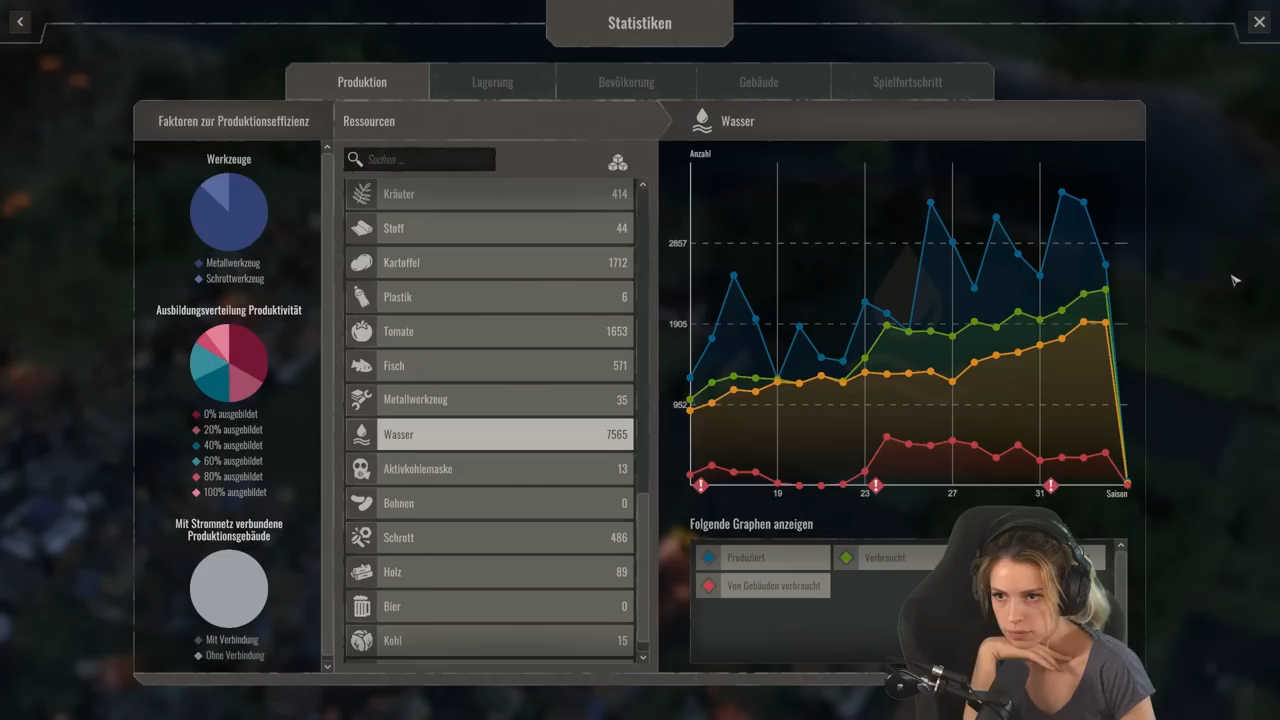 Statistiken
Produktion
Lagerung
Bevölkerung
Gebäude
Spielfortschritt
Faktoren zur Produktionseffizienz
Werkzeuge
Metallwerkzeug
Schrottwerkzeug
Ausbildungsverteilung Produktivität
0% ausgebildet
20% ausgebildet
40% ausgebildet
60% ausgebildet
80% ausgebildet
100% ausgebildet
Mit Stromnetz verbundene
Produktionsgebäude
Mit Verbindung
Ohne Verbindung
Ressourcen
Suchen ...
Kräuter 414
Stoff 44
Kartoffel 1712
Plastik 6
Tomate 1653
Fisch 571
Metallwerkzeug 35
Wasser 7565
Aktivkohlemaske 13
Bohnen 0
Schrott 486
Holz 89
Bier 0
Kohl 15
Wasser
Anzahl
2857
1905
952
19 23 27 31 Saison
Folgende Graphen anzeigen
Produziert
Verbraucht
Von Gebäuden verbraucht